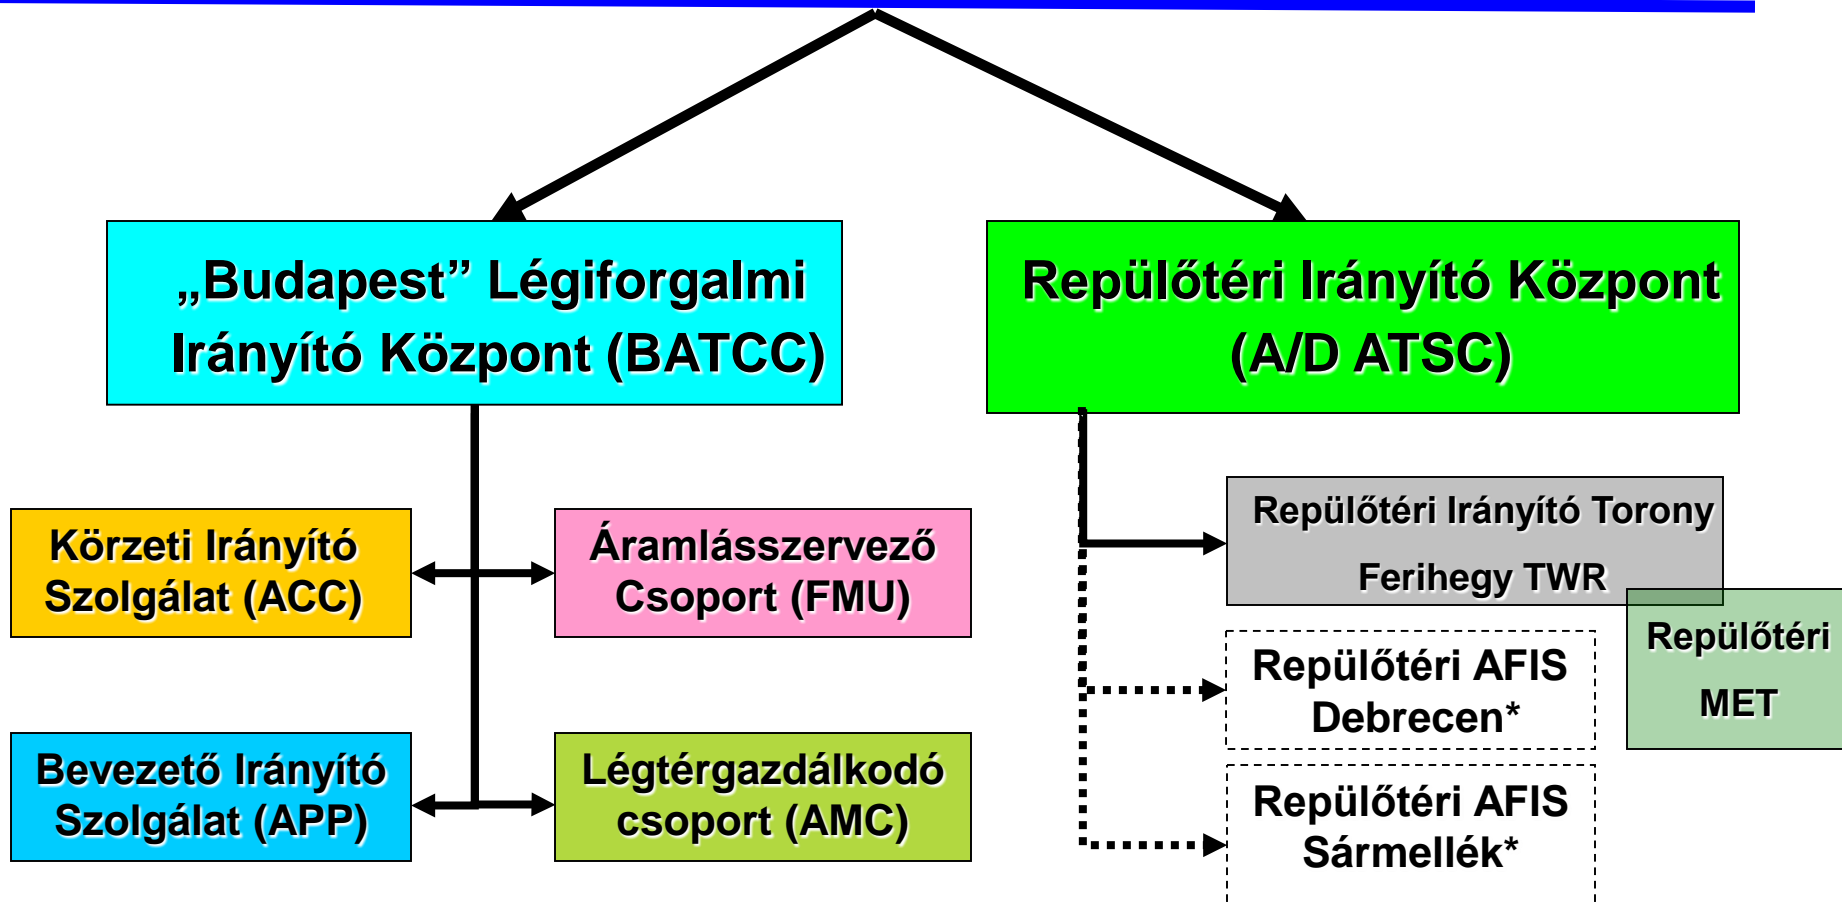 „Budapest” Légiforgalmi
Irányító Központ (BATCC)
Repülőtéri Irányító Központ
(A/D ATSC)
Körzeti Irányító
Szolgálat (ACC)
Áramlásszervező
Csoport (FMU)
Bevezető Irányító
Szolgálat (APP)
Légtérgazdálkodó
csoport (AMC)
Repülőtéri Irányító Torony
Ferihegy TWR
Repülőtéri
MET
Repülőtéri AFIS
Debrecen*
Repülőtéri AFIS
Sármellék*